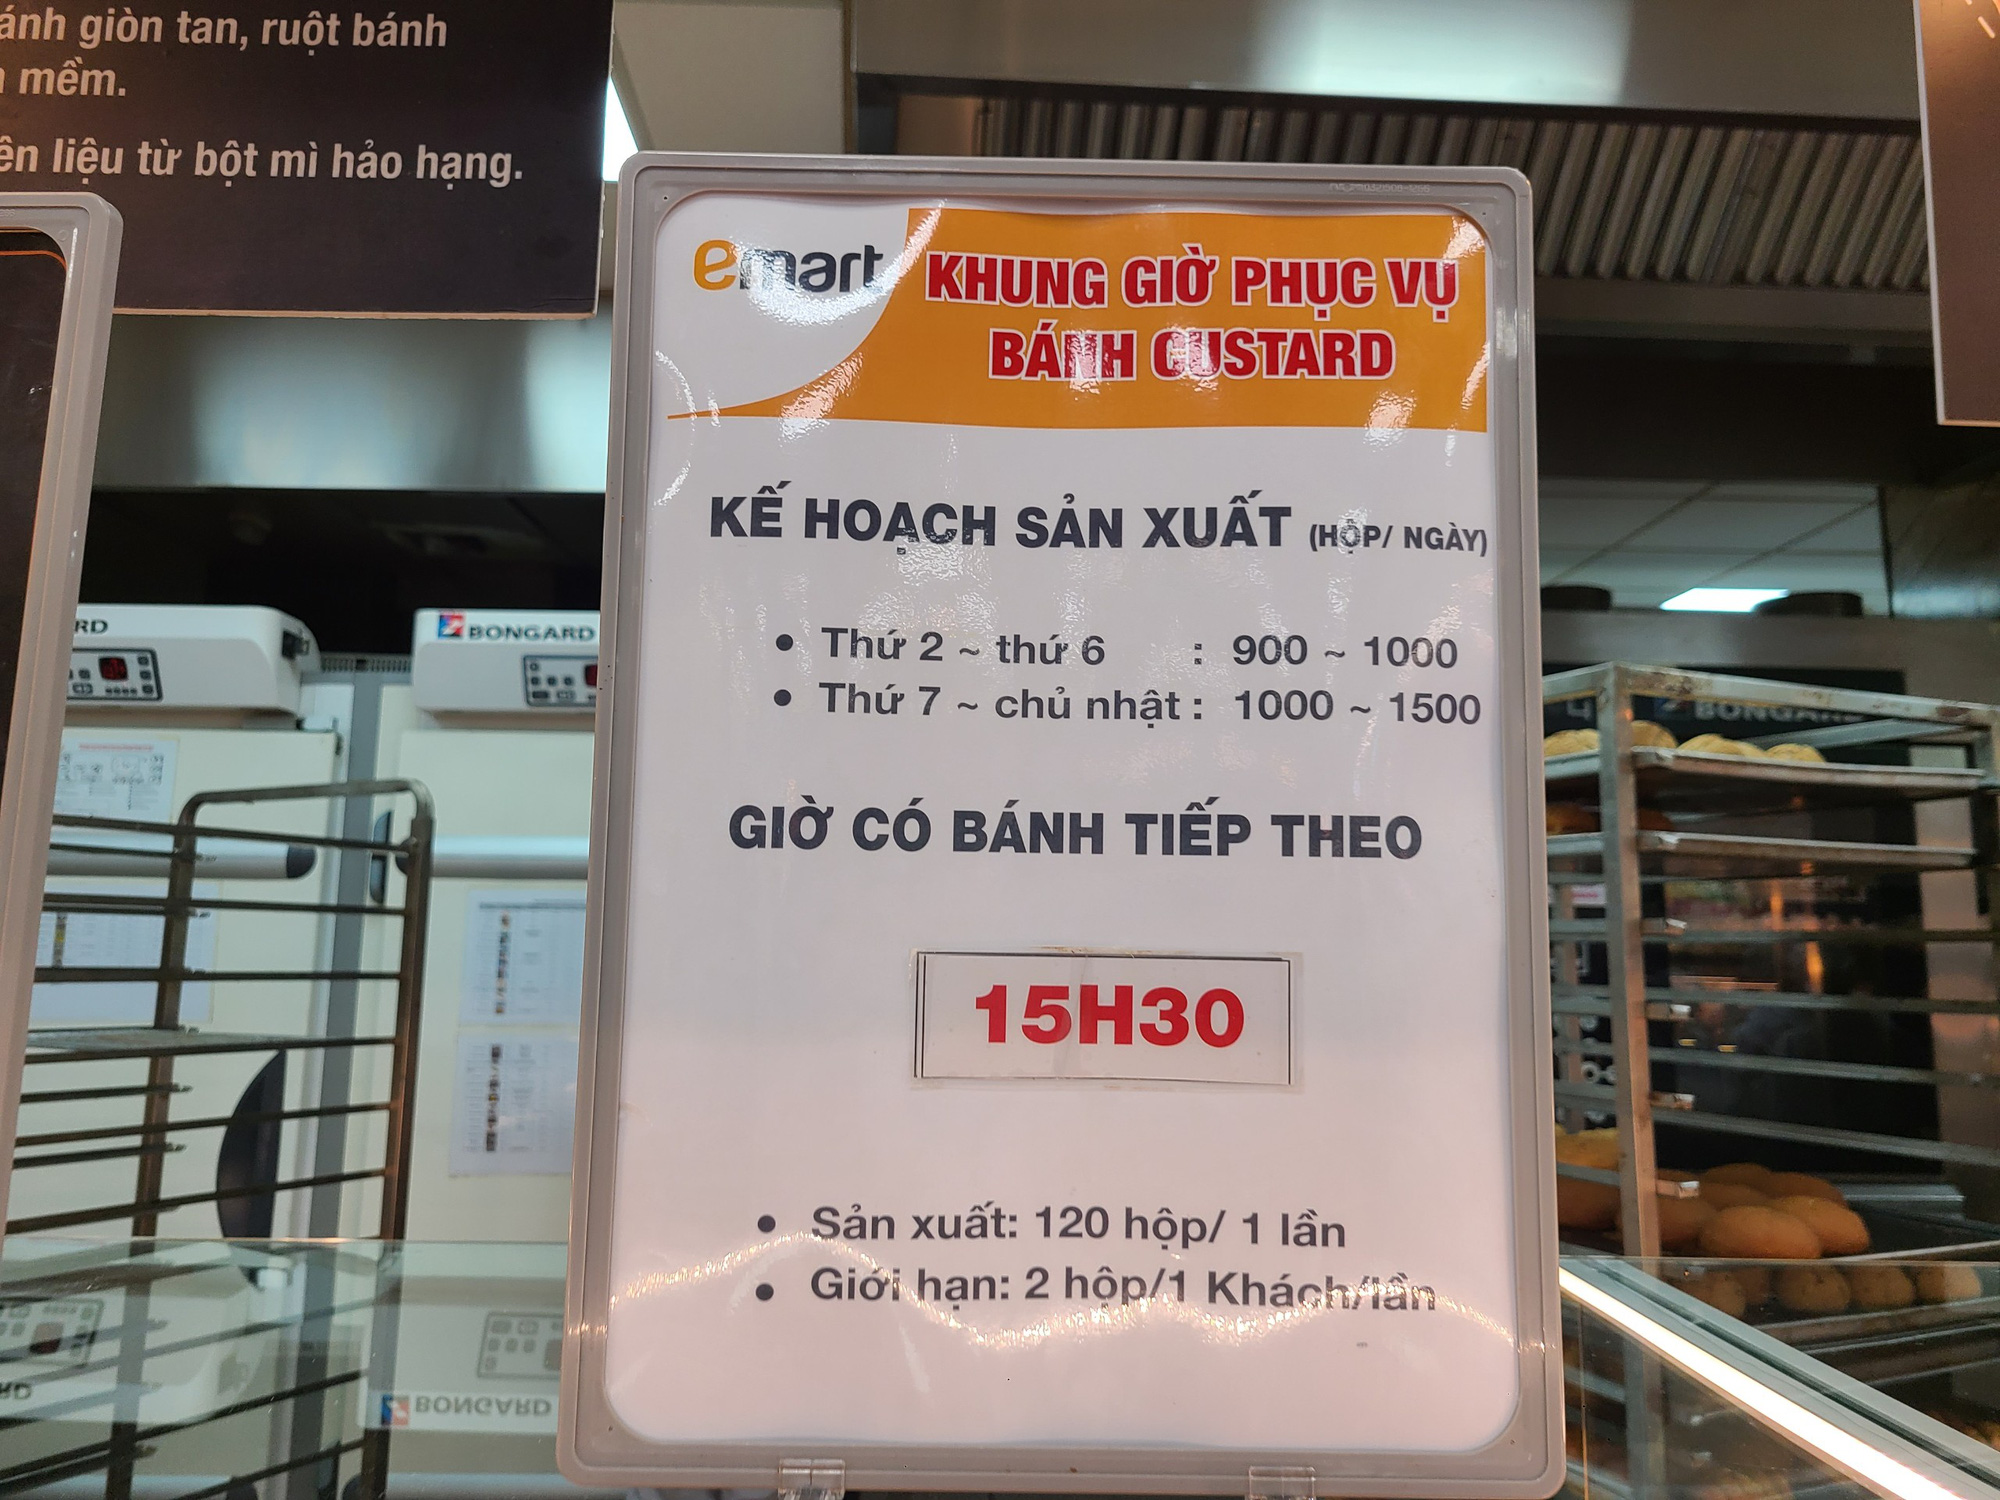 ánh giòn tan, ruột bánh
mềm.
ên liệu từ bột mì hảo hạng.
emart
KHUNG GIỜ PHỤC VỤ
BÁNH CUSTARD
KẾ HOẠCH SẢN XUẤT (HỘP/ NGÀY)
• Thứ 2 ~ thứ 6 : 900 ~ 1000
• Thứ 7 ~ chủ nhật : 1000 ~ 1500
GIỜ CÓ BÁNH TIẾP THEO
15H30
• Sản xuất: 120 hộp/ 1 lần
• Giới hạn: 2 hộp/1 Khách/lần
RD
BONGARD
BONGARD
BONGARD